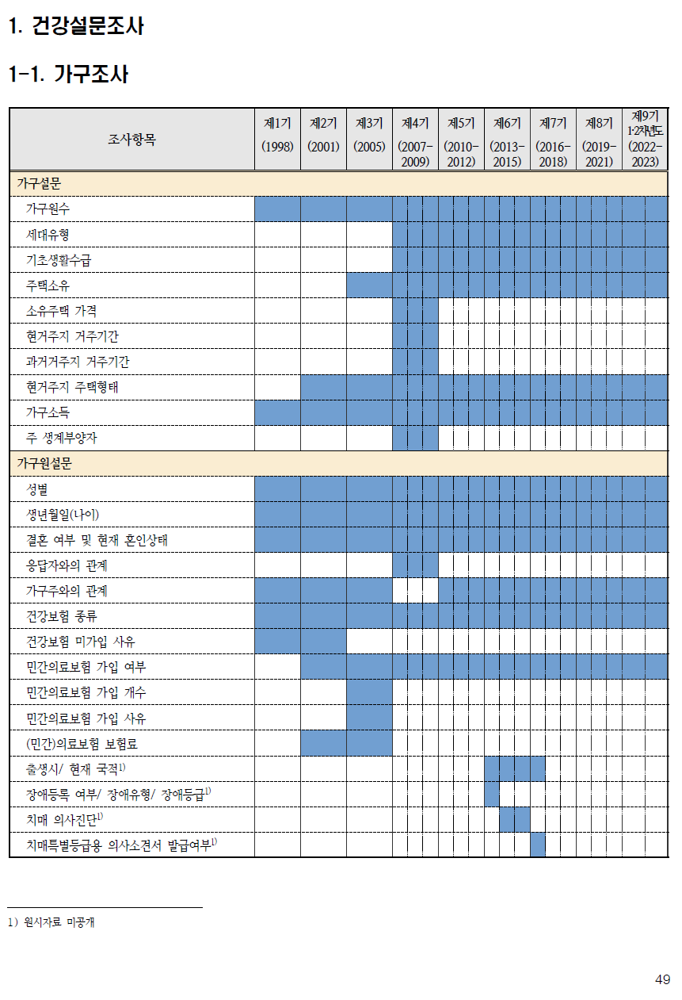 1. 건강설문조사
1-1. 가구조사
조사항목
제1기
(1998)
제2기
(2001)
제3기
(2005)
제4기
(2007-
2009)
제5기
(2010-
2012)
제6기
(2013-
2015)
제7기
(2016-
2018)
제8기
(2019-
2021)
제9기
1·2차년도
(2022-
2023)
가구설문
가구원수
세대유형
기초생활수급
주택소유
소유주택 가격
현거주지 거주기간
과거거주지 거주기간
현거주지 주택형태
가구소득
주 생계부양자
가구원설문
성별
생년월일(나이)
결혼 여부 및 현재 혼인상태
응답자와의 관계
가구주와의 관계
건강보험 종류
건강보험 미가입 사유
민간의료보험 가입 여부
민간의료보험 가입 개수
민간의료보험 가입 사유
(민간)의료보험 보험료
출생시/ 현재 국적1)
장애등록 여부/ 장애유형/ 장애등급1)
치매 의사진단1)
치매특별등급용 의사소견서 발급여부1)
1) 원시자료 미공개
49